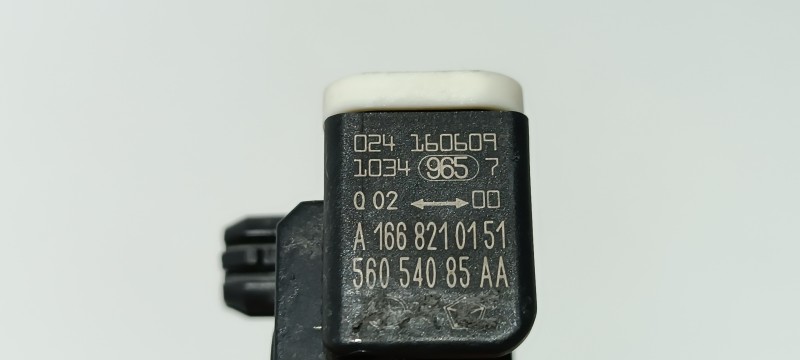 024 160609
1034 965 7
Q 02 ↔ 00
A 166 821 01 51
560 540 85 AA